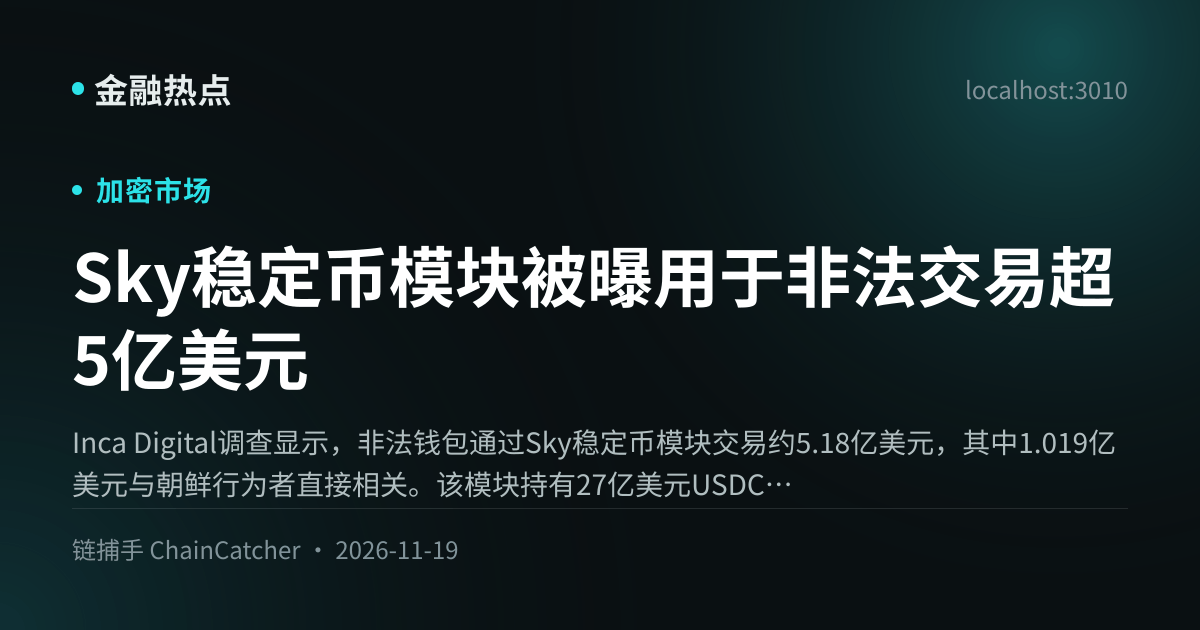 金融热点
localhost:3010
加密市场
Sky稳定币模块被曝用于非法交易超
5亿美元
Inca Digital调查显示，非法钱包通过Sky稳定币模块交易约5.18亿美元，其中1.019亿
美元与朝鲜行为者直接相关。该模块持有27亿美元USDC…
链捕手 ChainCatcher • 2026-11-19